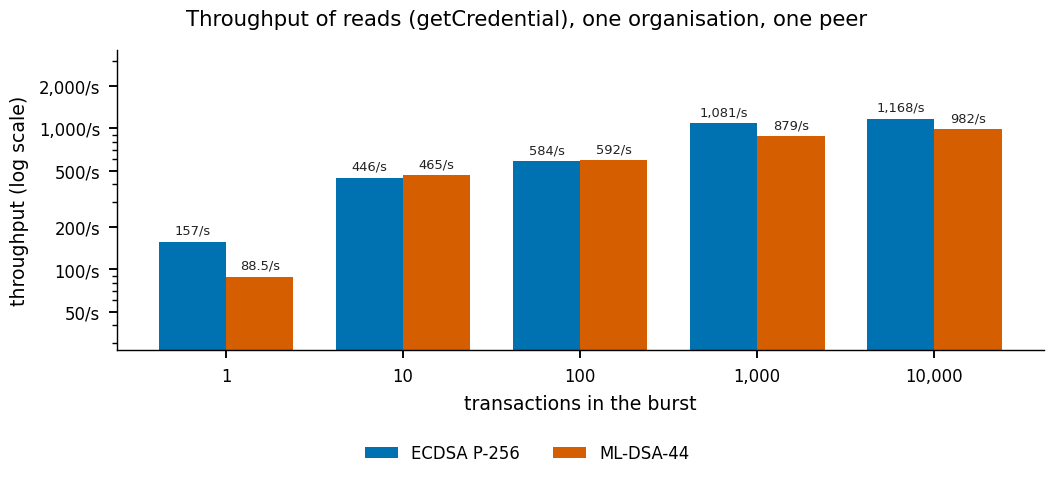 Throughput of reads (getCredential), one organisation, one peer
throughput (log scale)
2,000/s
1,000/s
500/s
200/s
100/s
50/s
157/s
88.5/s
446/s
465/s
584/s
592/s
1,081/s
879/s
1,168/s
982/s
1
10
100
1,000
10,000
transactions in the burst
ECDSA P-256
ML-DSA-44